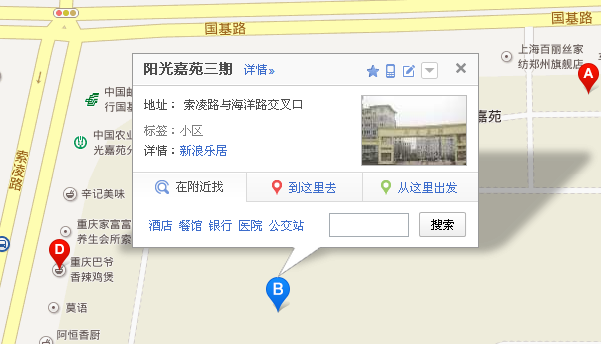 国基路
国基路
上海百丽丝家
纺郑州旗舰店
A
阳光嘉苑三期 详情»
地址： 索凌路与海洋路交叉口
标签：小区
详情：新浪乐居
在附近找
到这里去
从这里出发
酒店 餐馆 银行 医院 公交站
搜索
嘉苑
中国邮
行国基
中国农业
光嘉苑分
索凌路
辛记美味
重庆家富富
养生会所索
D
重庆巴爷
香辣鸡煲
B
莫语
阿恒香厨